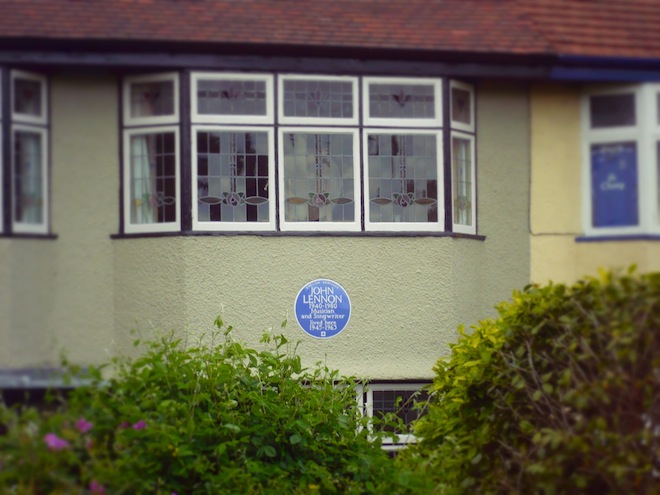 JOHN
LENNON
1940-1980
Musician
and Songwriter
lived here
1945-1963